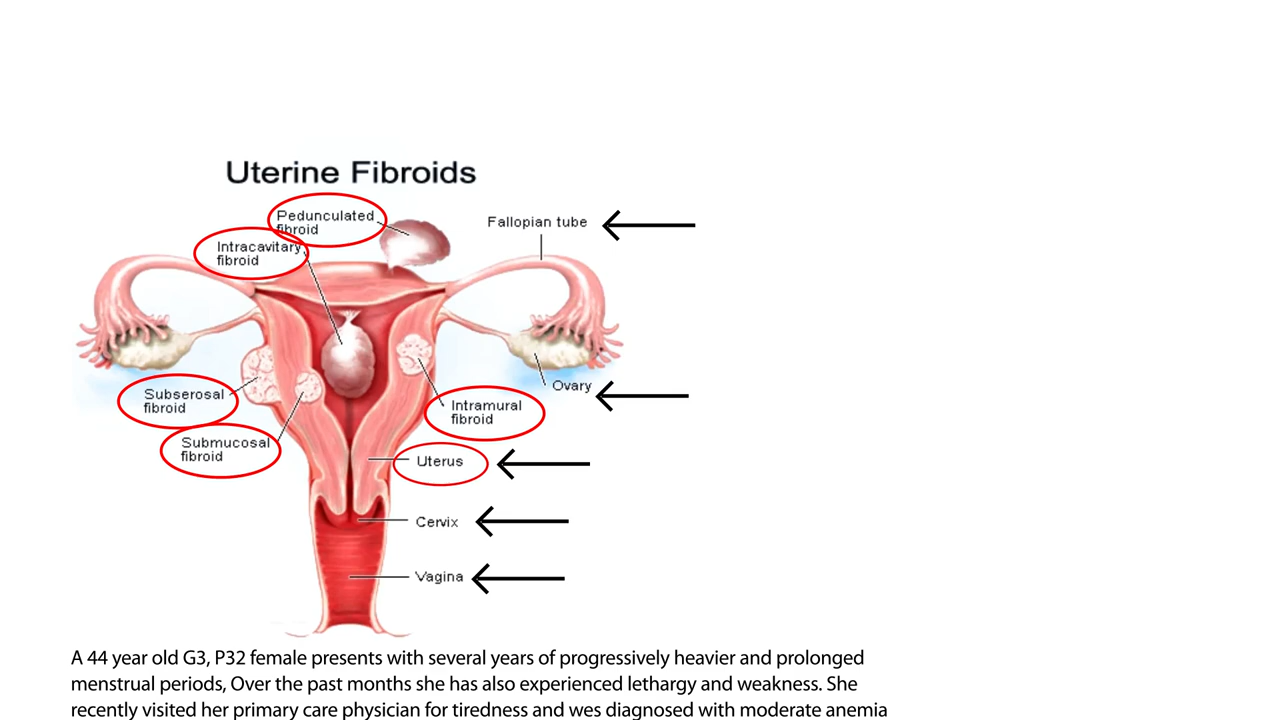 Uterine Fibroids
Pedunculated
fibroid
Fallopian tube
Intracavitary
fibroid
Ovary
Subserosal
fibroid
Intramural
fibroid
Submucosal
fibroid
Uterus
Cervix
Vagina
A 44 year old G3, P32 female presents with several years of progressively heavier and prolonged
menstrual periods, Over the past months she has also experienced lethargy and weakness. She
recently visited her primary care physician for tiredness and wes diagnosed with moderate anemia